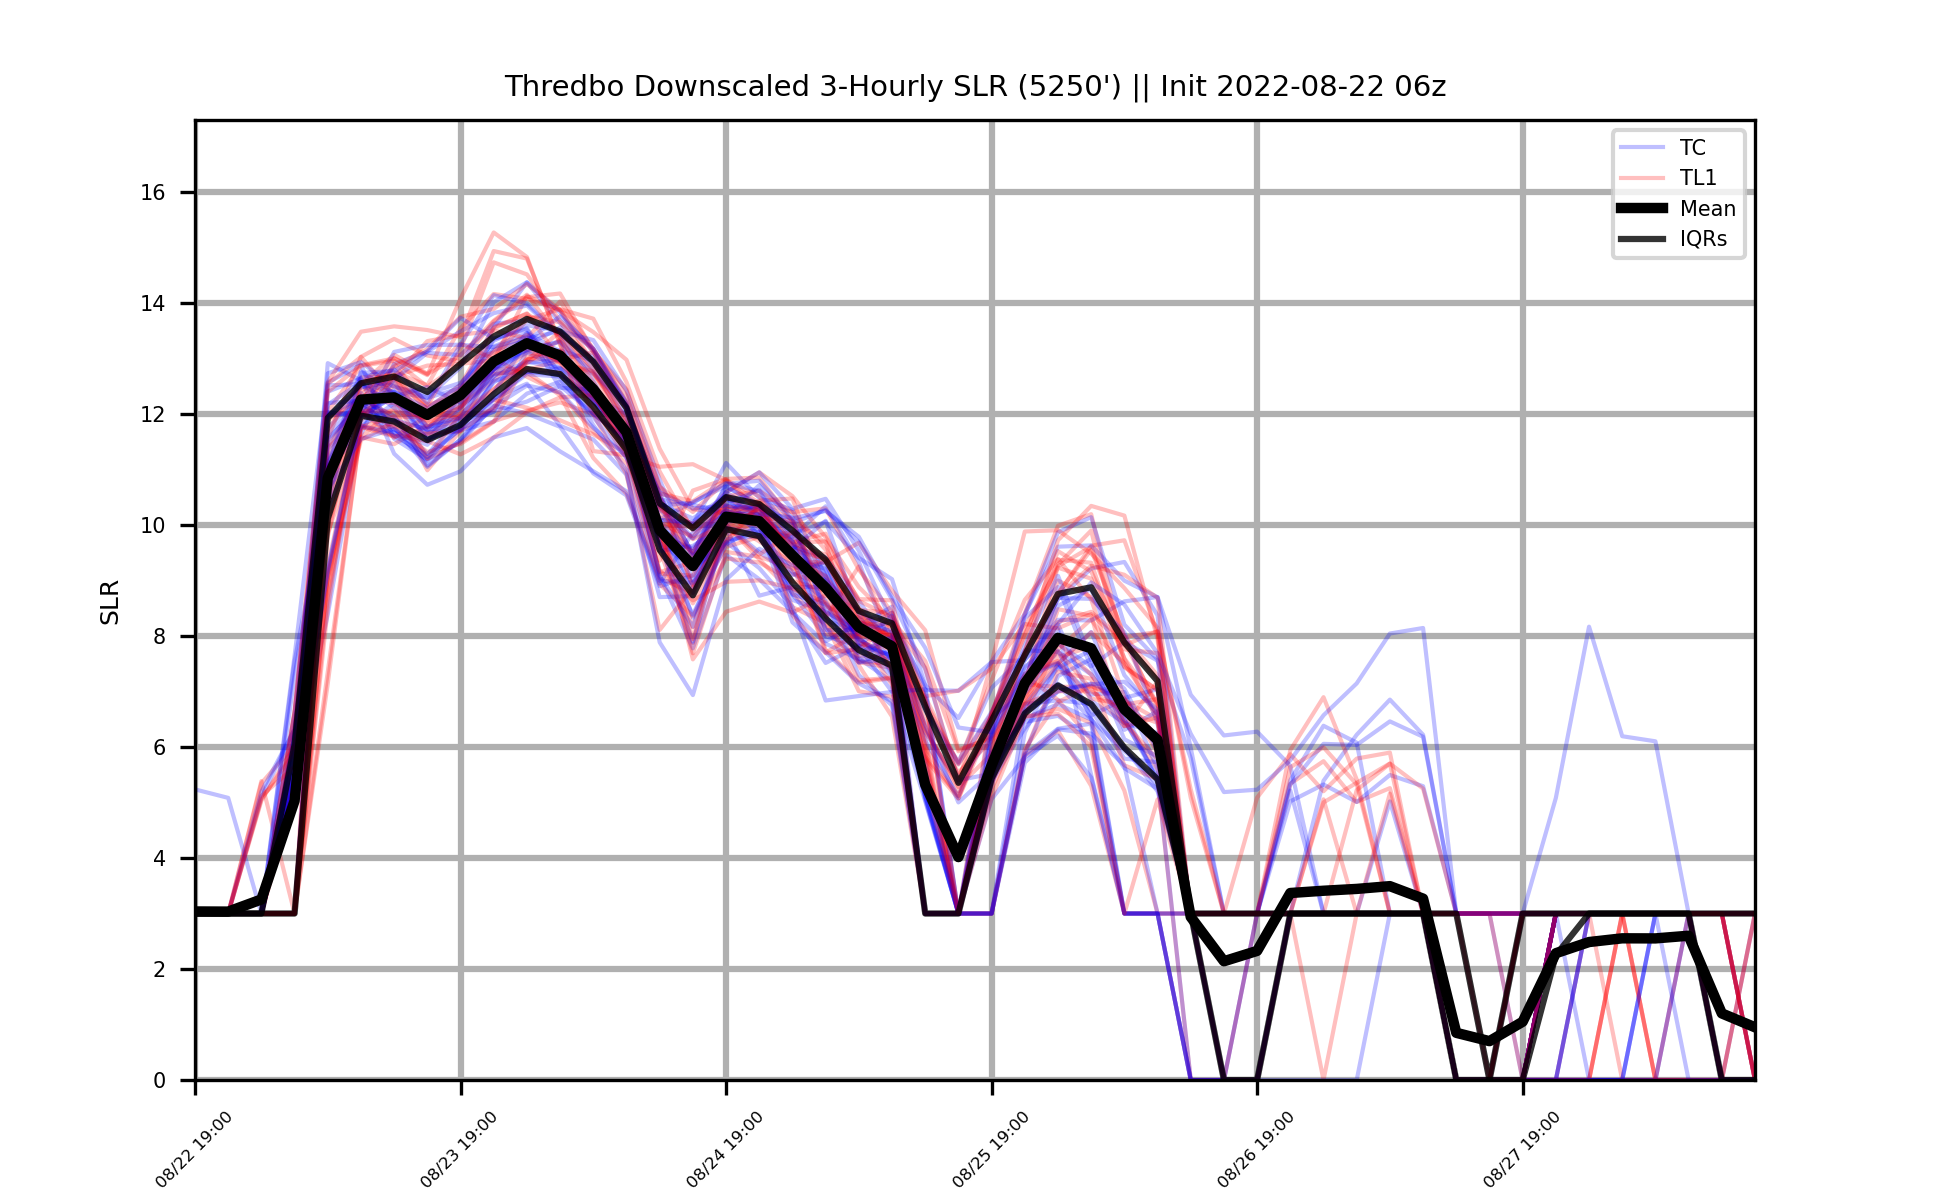 Thredbo Downscaled 3-Hourly SLR (5250') || Init 2022-08-22 06z
TC
TL1
Mean
IQRs
SLR
16
14
12
10
8
6
4
2
0
08/22 19:00
08/23 19:00
08/24 19:00
08/25 19:00
08/26 19:00
08/27 19:00